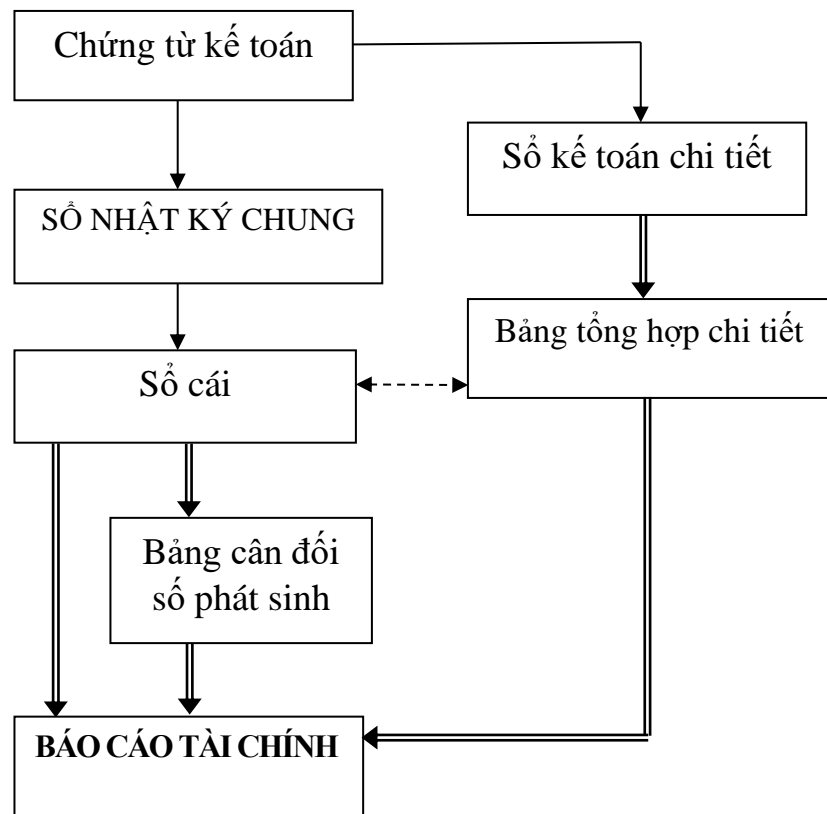 Chứng từ kế toán
Sổ kế toán chi tiết
SỔ NHẬT KÝ CHUNG
Bảng tổng hợp chi tiết
Sổ cái
Bảng cân đối
số phát sinh
BÁO CÁO TÀI CHÍNH